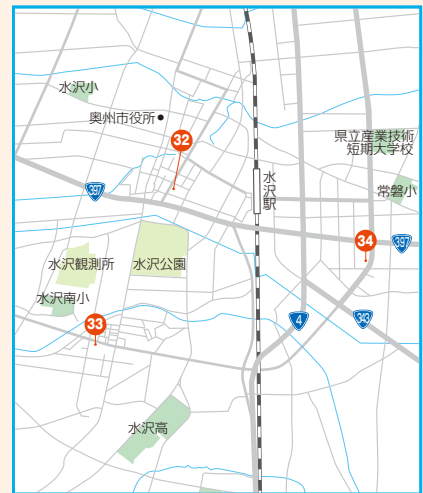 水沢小
奥州市役所
32
県立産業技術
短期大学校
水沢駅
常磐小
397
34
397
水沢観測所
水沢公園
水沢南小
33
4
343
水沢高